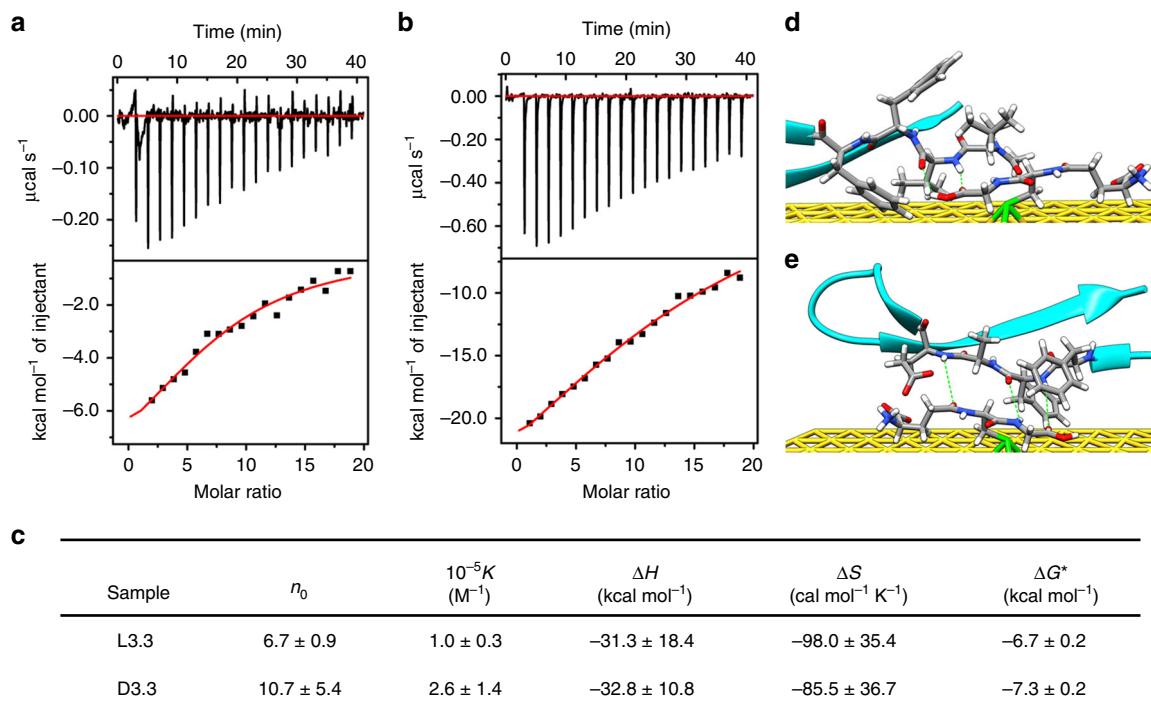 a
Time (min)
0 10 20 30 40
0.00
−0.10
−0.20
μcal s−1
−2.0
−4.0
−6.0
kcal mol−1 of injectant
0 5 10 15 20
Molar ratio
b
Time (min)
0 10 20 30 40
0.00
−0.20
−0.40
−0.60
μcal s−1
−10.0
−15.0
−20.0
kcal mol−1 of injectant
0 5 10 15 20
Molar ratio
d
e
c
Sample n0 10−5K (M−1) ΔH (kcal mol−1) ΔS (cal mol−1 K−1) ΔG* (kcal mol−1)
L3.3 6.7 ± 0.9 1.0 ± 0.3 −31.3 ± 18.4 −98.0 ± 35.4 −6.7 ± 0.2
D3.3 10.7 ± 5.4 2.6 ± 1.4 −32.8 ± 10.8 −85.5 ± 36.7 −7.3 ± 0.2